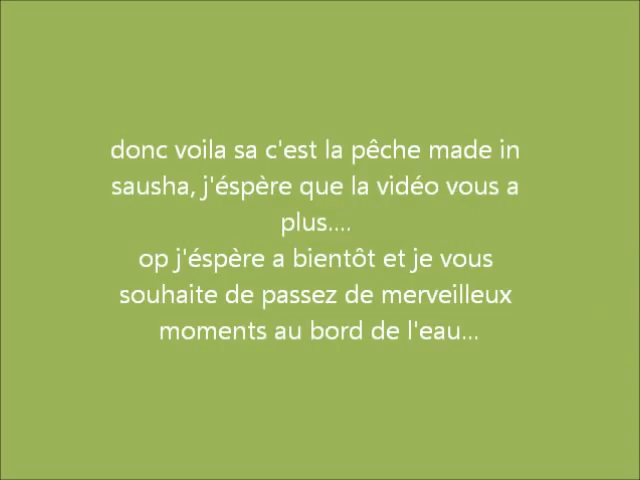 donc voila sa c'est la pêche made in
sausha, j'éspère que la vidéo vous a
plus....
op j'éspère a bientôt et je vous
souhaite de passez de merveilleux
moments au bord de l'eau...